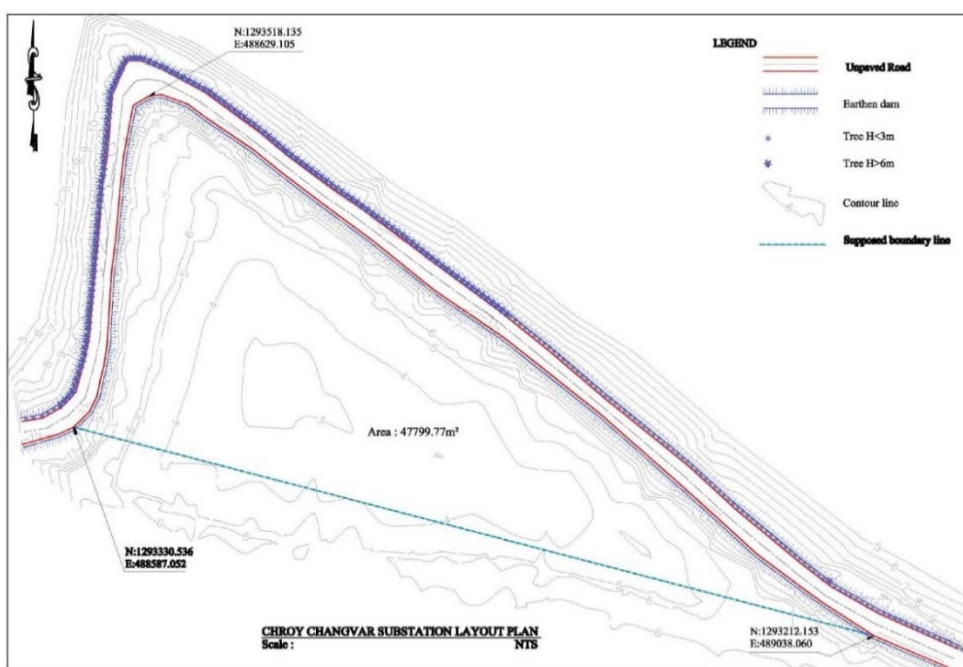 N:1293518.135
E:488629.105
LEGEND
Unpaved Road
Earthen dam
Tree H<3m
Tree H>6m
Contour line
Supposed boundary line
Area : 47799.77m²
N:1293330.536
E:488587.052
N:1293212.153
E:489038.060
CHROY CHANGVAR SUBSTATION LAYOUT PLAN
Scale : NTS